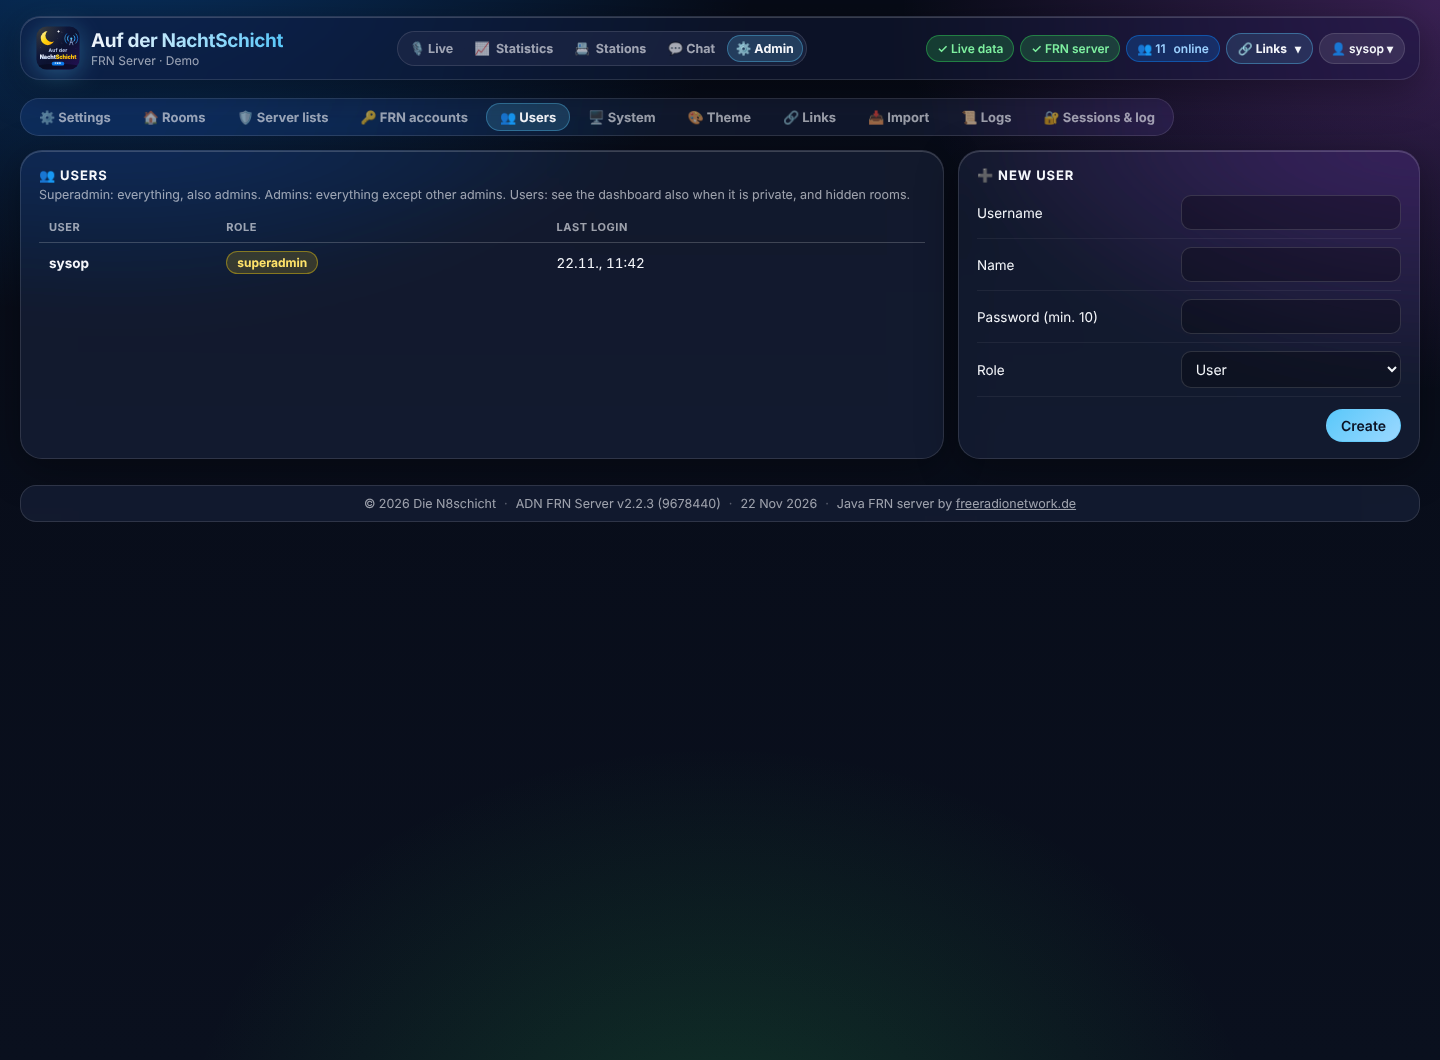 Auf der NachtSchicht
FRN Server · Demo
Live
Statistics
Stations
Chat
Admin
✓ Live data
✓ FRN server
11 online
Links ▾
sysop ▾
Settings
Rooms
Server lists
FRN accounts
Users
System
Theme
Links
Import
Logs
Sessions & log
USERS
Superadmin: everything, also admins. Admins: everything except other admins. Users: see the dashboard also when it is private, and hidden rooms.
USER ROLE LAST LOGIN
sysop superadmin 22.11., 11:42
NEW USER
Username
Name
Password (min. 10)
Role User
Create
© 2026 Die N8schicht · ADN FRN Server v2.2.3 (9678440) · 22 Nov 2026 · Java FRN server by freeradionetwork.de
Auf der
NachtSchicht